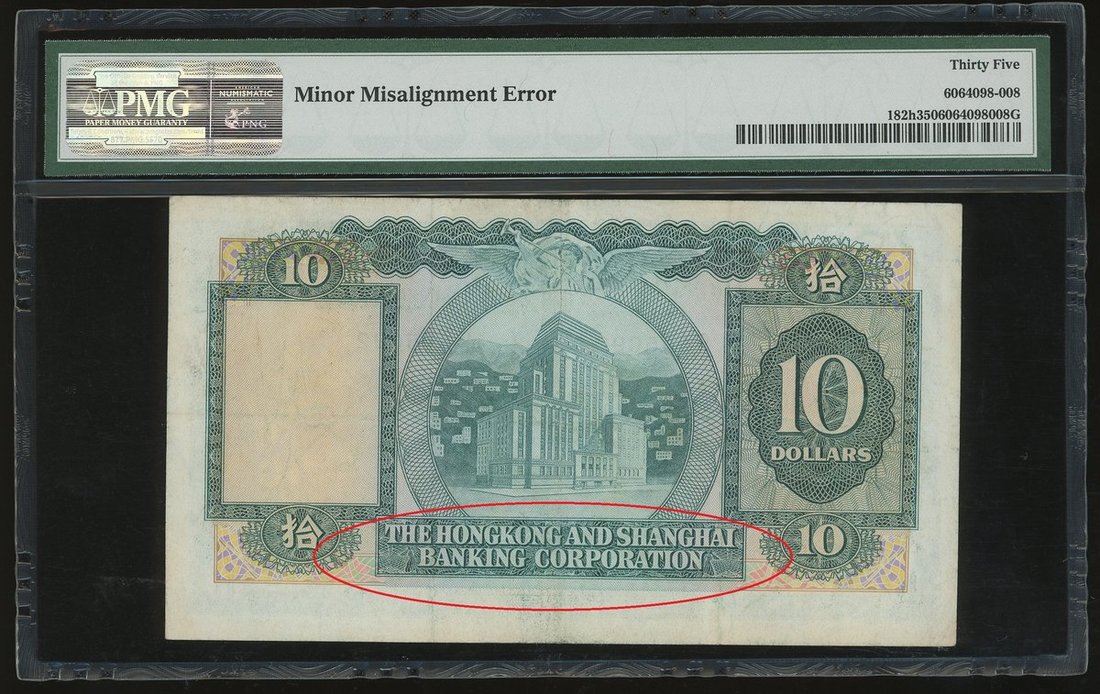 PMG
PAPER MONEY GUARANTY
NUMISMATIC
PNG
Minor Misalignment Error
Thirty Five
6064098-008
182h3506064098008G
10
拾
10
DOLLARS
拾
THE HONGKONG AND SHANGHAI
BANKING CORPORATION
10